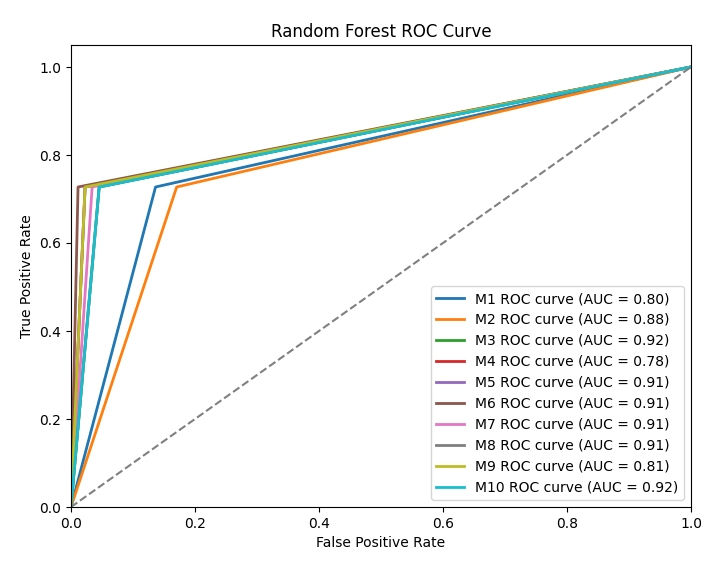 Random Forest ROC Curve
1.0
0.8
0.6
0.4
0.2
0.0
True Positive Rate
M1 ROC curve (AUC = 0.80)
M2 ROC curve (AUC = 0.88)
M3 ROC curve (AUC = 0.92)
M4 ROC curve (AUC = 0.78)
M5 ROC curve (AUC = 0.91)
M6 ROC curve (AUC = 0.91)
M7 ROC curve (AUC = 0.91)
M8 ROC curve (AUC = 0.91)
M9 ROC curve (AUC = 0.81)
M10 ROC curve (AUC = 0.92)
0.0 0.2 0.4 0.6 0.8 1.0
False Positive Rate